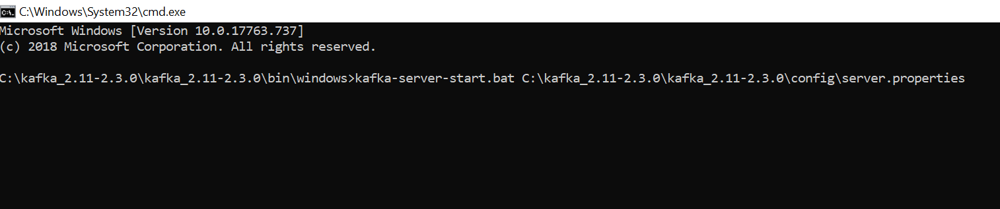 C:\Windows\System32\cmd.exe
Microsoft Windows [Version 10.0.17763.737]
(c) 2018 Microsoft Corporation. All rights reserved.
C:\kafka_2.11-2.3.0\kafka_2.11-2.3.0\bin\windows>kafka-server-start.bat C:\kafka_2.11-2.3.0\kafka_2.11-2.3.0\config\server.properties